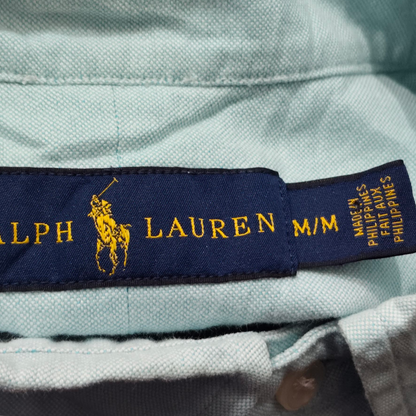 ALPH LAUREN
M/M
MADE IN
PHILIPPINES
FAIT AUX
PHILIPPINES